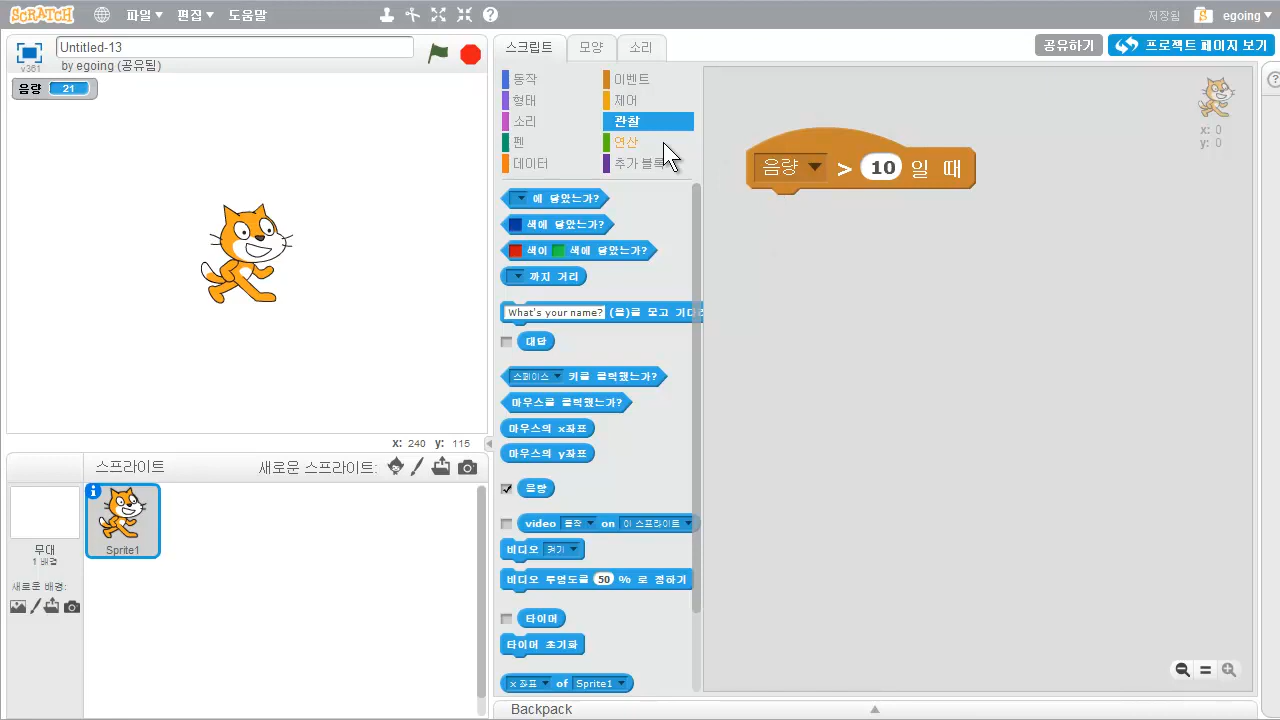 SCRATCH 파일 편집 도움말 저장됨 egoing
Untitled-13
by egoing (공유됨)
v361
음량 21
x: 240 y: 115
스프라이트 새로운 스프라이트:
무대
1 배경
새로운 배경:
Sprite1
스크립트 모양 소리
공유하기 프로젝트 페이지 보기
동작 이벤트
형태 제어
소리 관찰
펜 연산
데이터 추가 블록
에 닿았는가?
색에 닿았는가?
색이 색에 닿았는가?
까지 거리
What's your name? (을)를 묻고 기다리
대답
스페이스 키를 클릭했는가?
마우스를 클릭했는가?
마우스의 x좌표
마우스의 y좌표
음량
video 동작 on 이 스프라이트
비디오 켜기
비디오 투명도를 50 % 로 정하기
타이머
타이머 초기화
x 좌표 of Sprite1
음량 > 10 일 때
x: 0
y: 0
Backpack